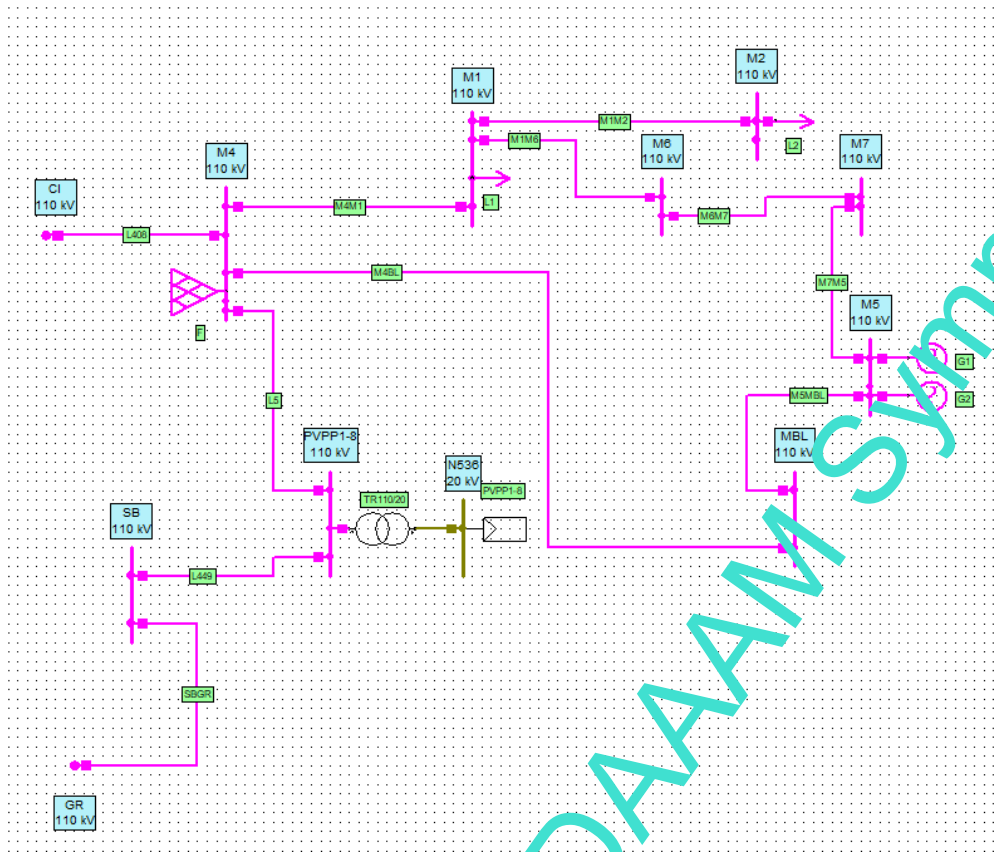 M2
110 kV
M1
110 kV
M1M2
M1M6
L2
M6
110 kV
M7
110 kV
M4
110 kV
CI
110 kV
L1
M4M1
M6M7
L408
M4BL
M7M5
M5
110 kV
F
G1
L5
M5MBL
G2
PVPP1-8
110 kV
MBL
110 kV
N536
20 kV
PVPP1-8
TR110/20
SB
110 kV
L449
SBGR
GR
110 kV
DAAAM